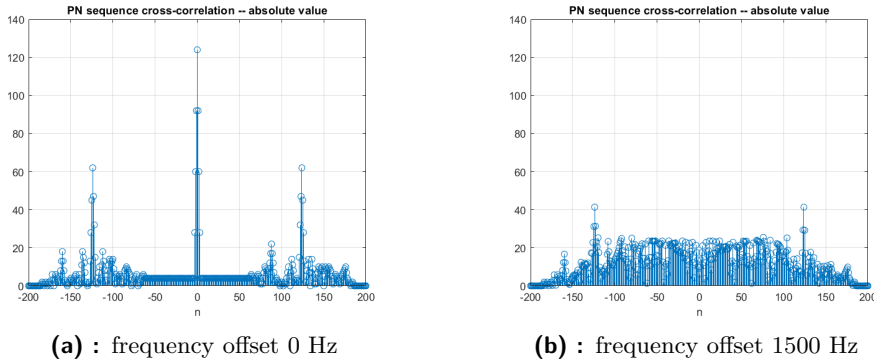 PN sequence cross-correlation -- absolute value
140
120
100
80
60
40
20
0
-200 -150 -100 -50 0 50 100 150 200
n
(a) : frequency offset 0 Hz
PN sequence cross-correlation -- absolute value
140
120
100
80
60
40
20
0
-200 -150 -100 -50 0 50 100 150 200
n
(b) : frequency offset 1500 Hz